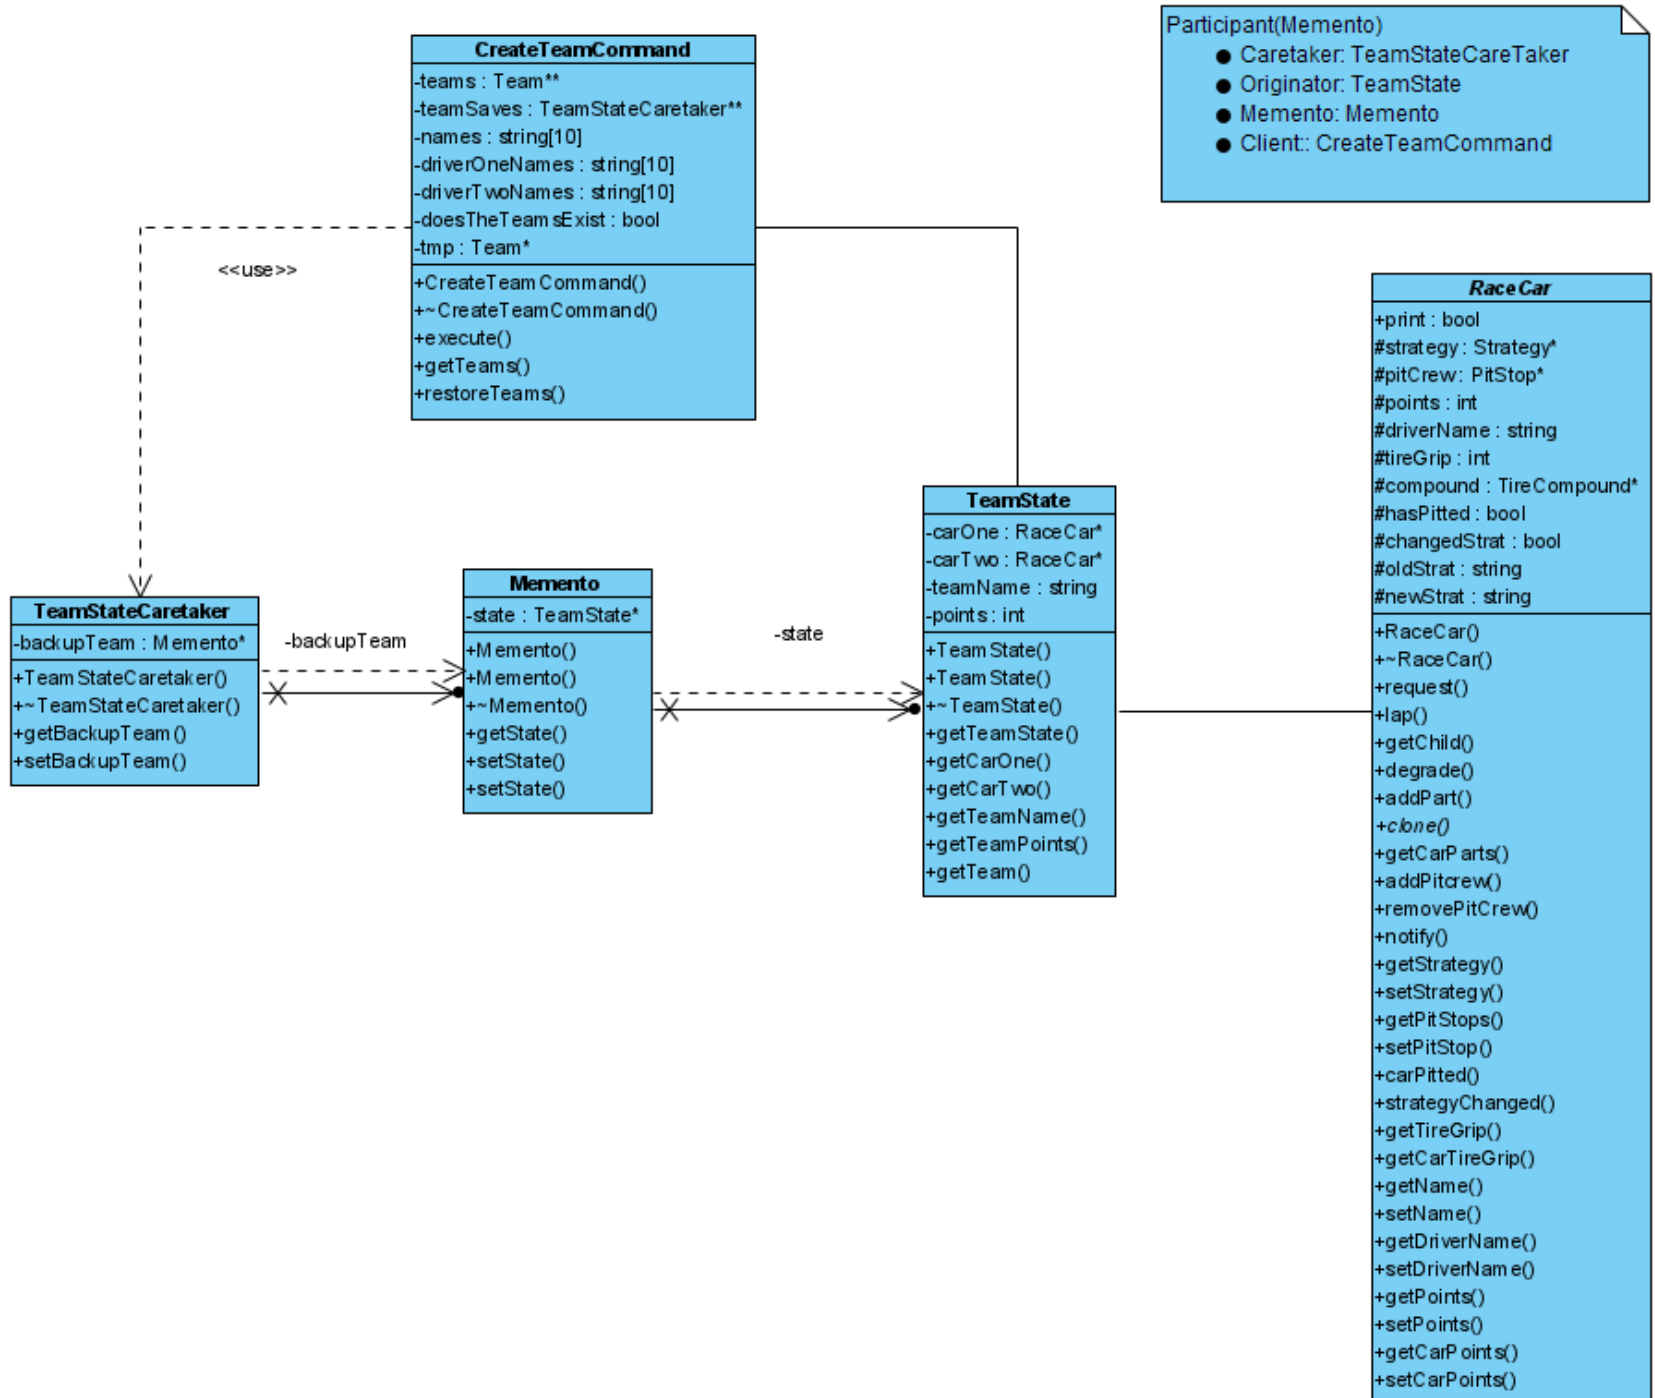 Participant(Memento)
● Caretaker: TeamStateCareTaker
● Originator: TeamState
● Memento: Memento
● Client:: CreateTeamCommand
CreateTeamCommand
-teams : Team**
-teamSaves : TeamStateCaretaker**
-names : string[10]
-driverOneNames : string[10]
-driverTwoNames : string[10]
-doesTheTeamsExist : bool
-tmp : Team*
+CreateTeamCommand()
+~CreateTeamCommand()
+execute()
+getTeams()
+restoreTeams()
<<use>>
TeamStateCaretaker
-backupTeam : Memento*
+TeamStateCaretaker()
+~TeamStateCaretaker()
+getBackupTeam()
+setBackupTeam()
-backupTeam
Memento
-state : TeamState*
+Memento()
+Memento()
+~Memento()
+getState()
+setState()
+setState()
-state
TeamState
-carOne : RaceCar*
-carTwo : RaceCar*
-teamName : string
-points : int
+TeamState()
+TeamState()
+~TeamState()
+getTeamState()
+getCarOne()
+getCarTwo()
+getTeamName()
+getTeamPoints()
+getTeam()
RaceCar
+print : bool
#strategy : Strategy*
#pitCrew : PitStop*
#points : int
#driverName : string
#tireGrip : int
#compound : TireCompound*
#hasPitted : bool
#changedStrat : bool
#oldStrat : string
#newStrat : string
+RaceCar()
+~RaceCar()
+request()
+lap()
+getChild()
+degrade()
+addPart()
+clone()
+getCarParts()
+addPitcrew()
+removePitCrew()
+notify()
+getStrategy()
+setStrategy()
+getPitStops()
+setPitStop()
+carPitted()
+strategyChanged()
+getTireGrip()
+getCarTireGrip()
+getName()
+setName()
+getDriverName()
+setDriverName()
+getPoints()
+setPoints()
+getCarPoints()
+setCarPoints()